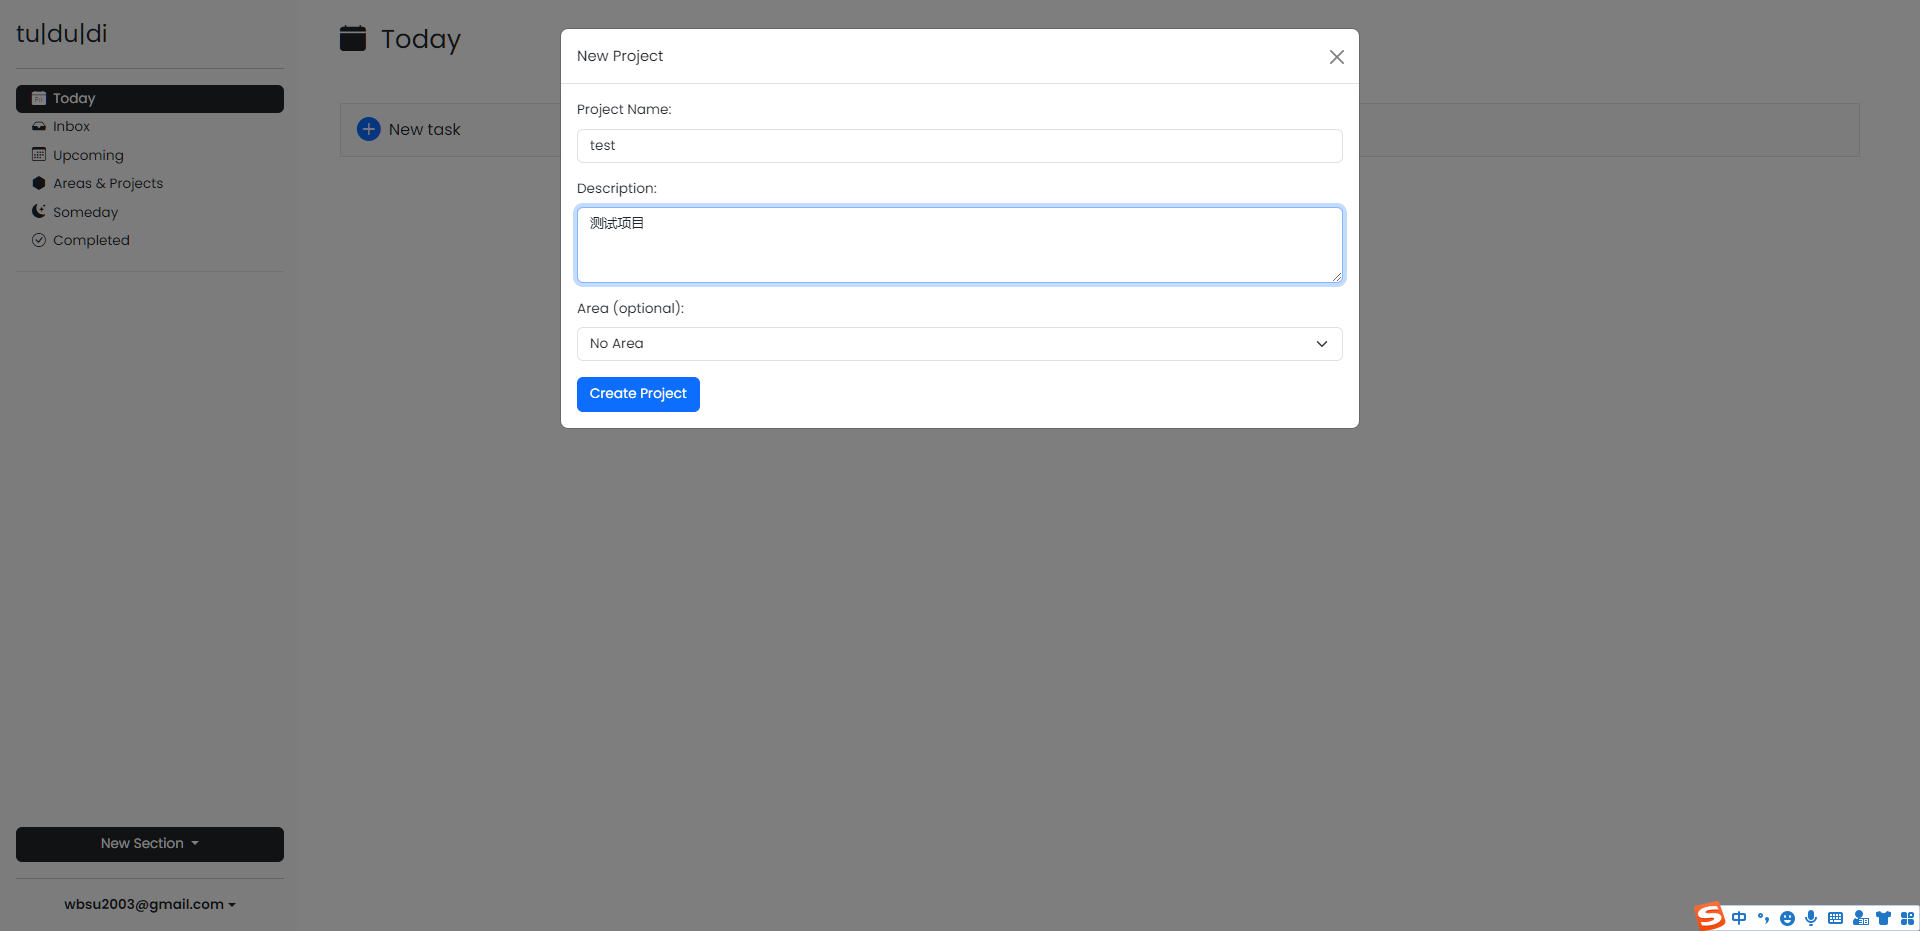 tu|du|di
Today
Inbox
Upcoming
Areas & Projects
Someday
Completed
New Section
wbsu2003@gmail.com
Today
New task
New Project
Project Name:
test
Description:
测试项目
Area (optional):
No Area
Create Project
中